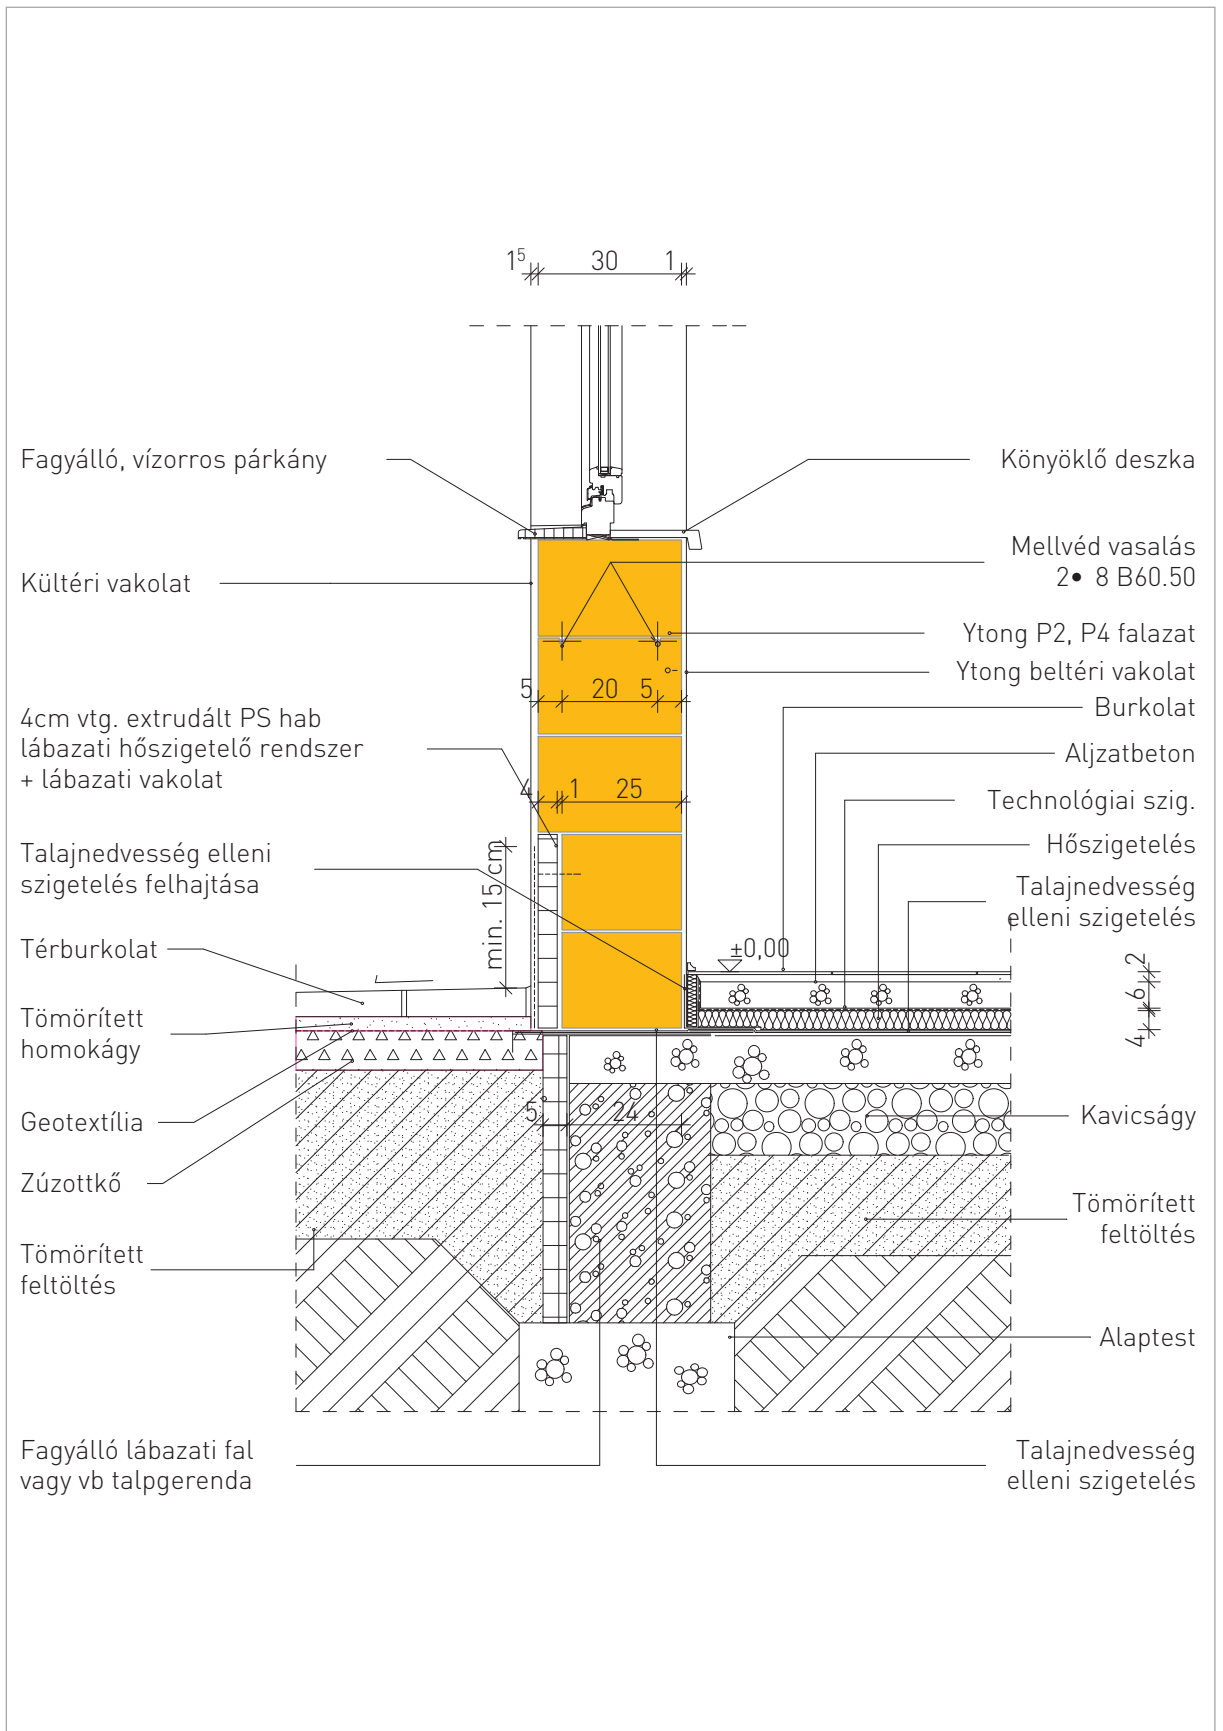 1⁵ 30 1
Fagyálló, vízorros párkány
Könyöklő deszka
Mellvéd vasalás
2• 8 B60.50
Kültéri vakolat
Ytong P2, P4 falazat
Ytong beltéri vakolat
5 20 5
Burkolat
4cm vtg. extrudált PS hab
lábazati hőszigetelő rendszer
+ lábazati vakolat
Aljzatbeton
4 1 25
Technológiai szig.
Hőszigetelés
Talajnedvesség elleni
szigetelés felhajtása
min. 15 cm
Talajnedvesség
elleni szigetelés
±0,00
Térburkolat
2
6
4
Tömörített
homokágy
Geotextília
5 24
Kavicságy
Zúzottkő
Tömörített
feltöltés
Tömörített
feltöltés
Alaptest
Fagyálló lábazati fal
vagy vb talpgerenda
Talajnedvesség
elleni szigetelés